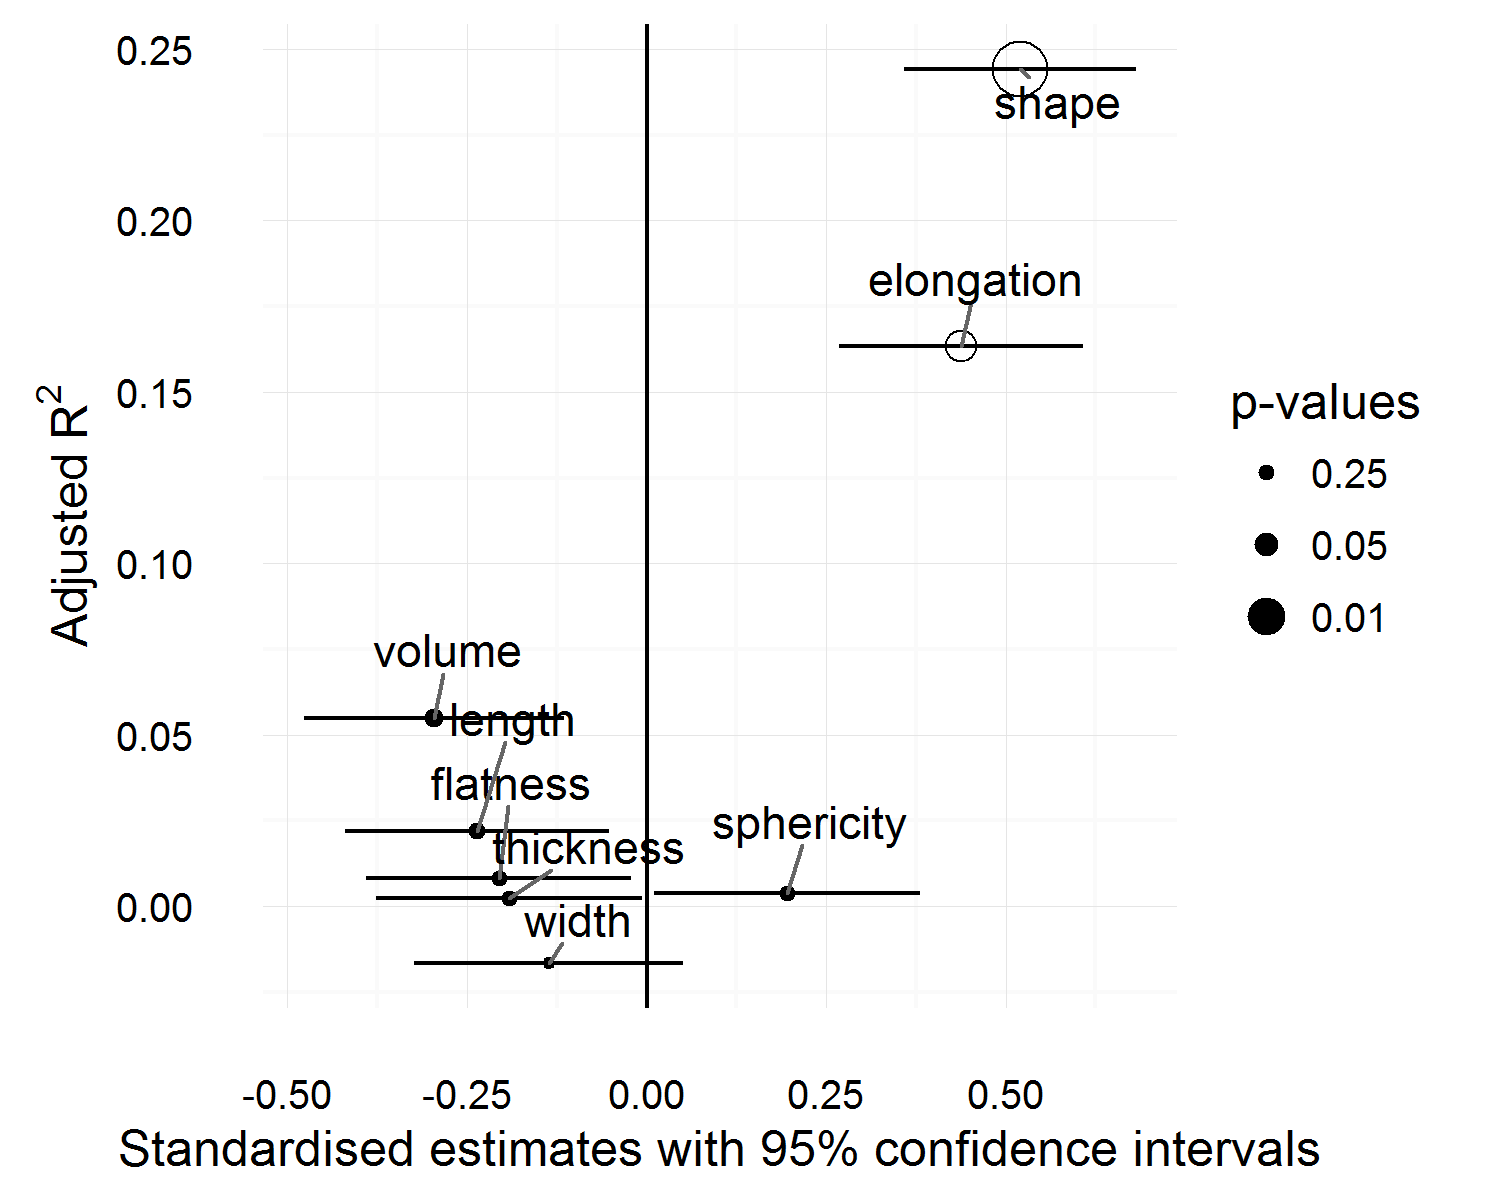 0.25
0.20
0.15
0.10
0.05
0.00
Adjusted R²
shape
elongation
volume
length
flatness
thickness
sphericity
width
-0.50 -0.25 0.00 0.25 0.50
Standardised estimates with 95% confidence intervals
p-values
0.25
0.05
0.01